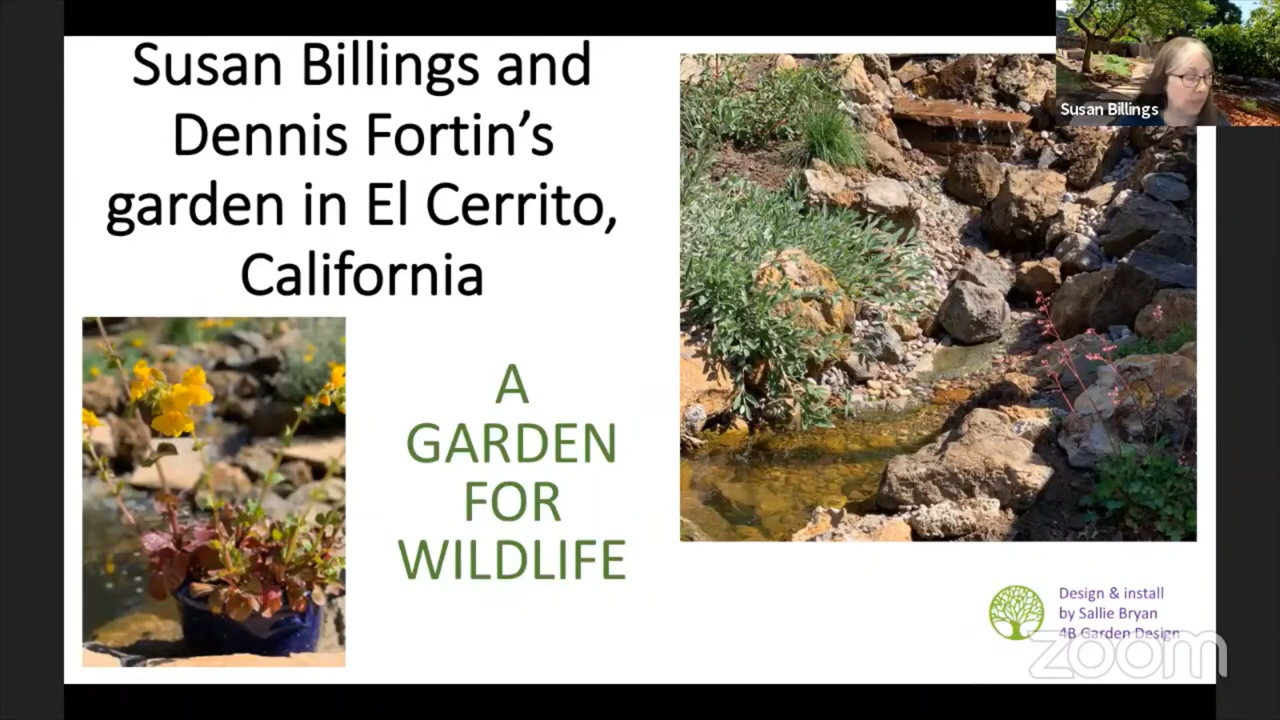 Susan Billings and
Dennis Fortin’s
garden in El Cerrito,
California
A
GARDEN
FOR
WILDLIFE
Susan Billings
Design & install
by Sallie Bryan
4B Garden Design
zoom